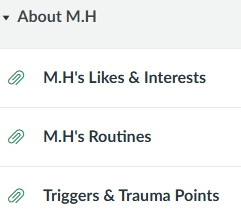 About M.H
M.H's Likes & Interests
M.H's Routines
Triggers & Trauma Points